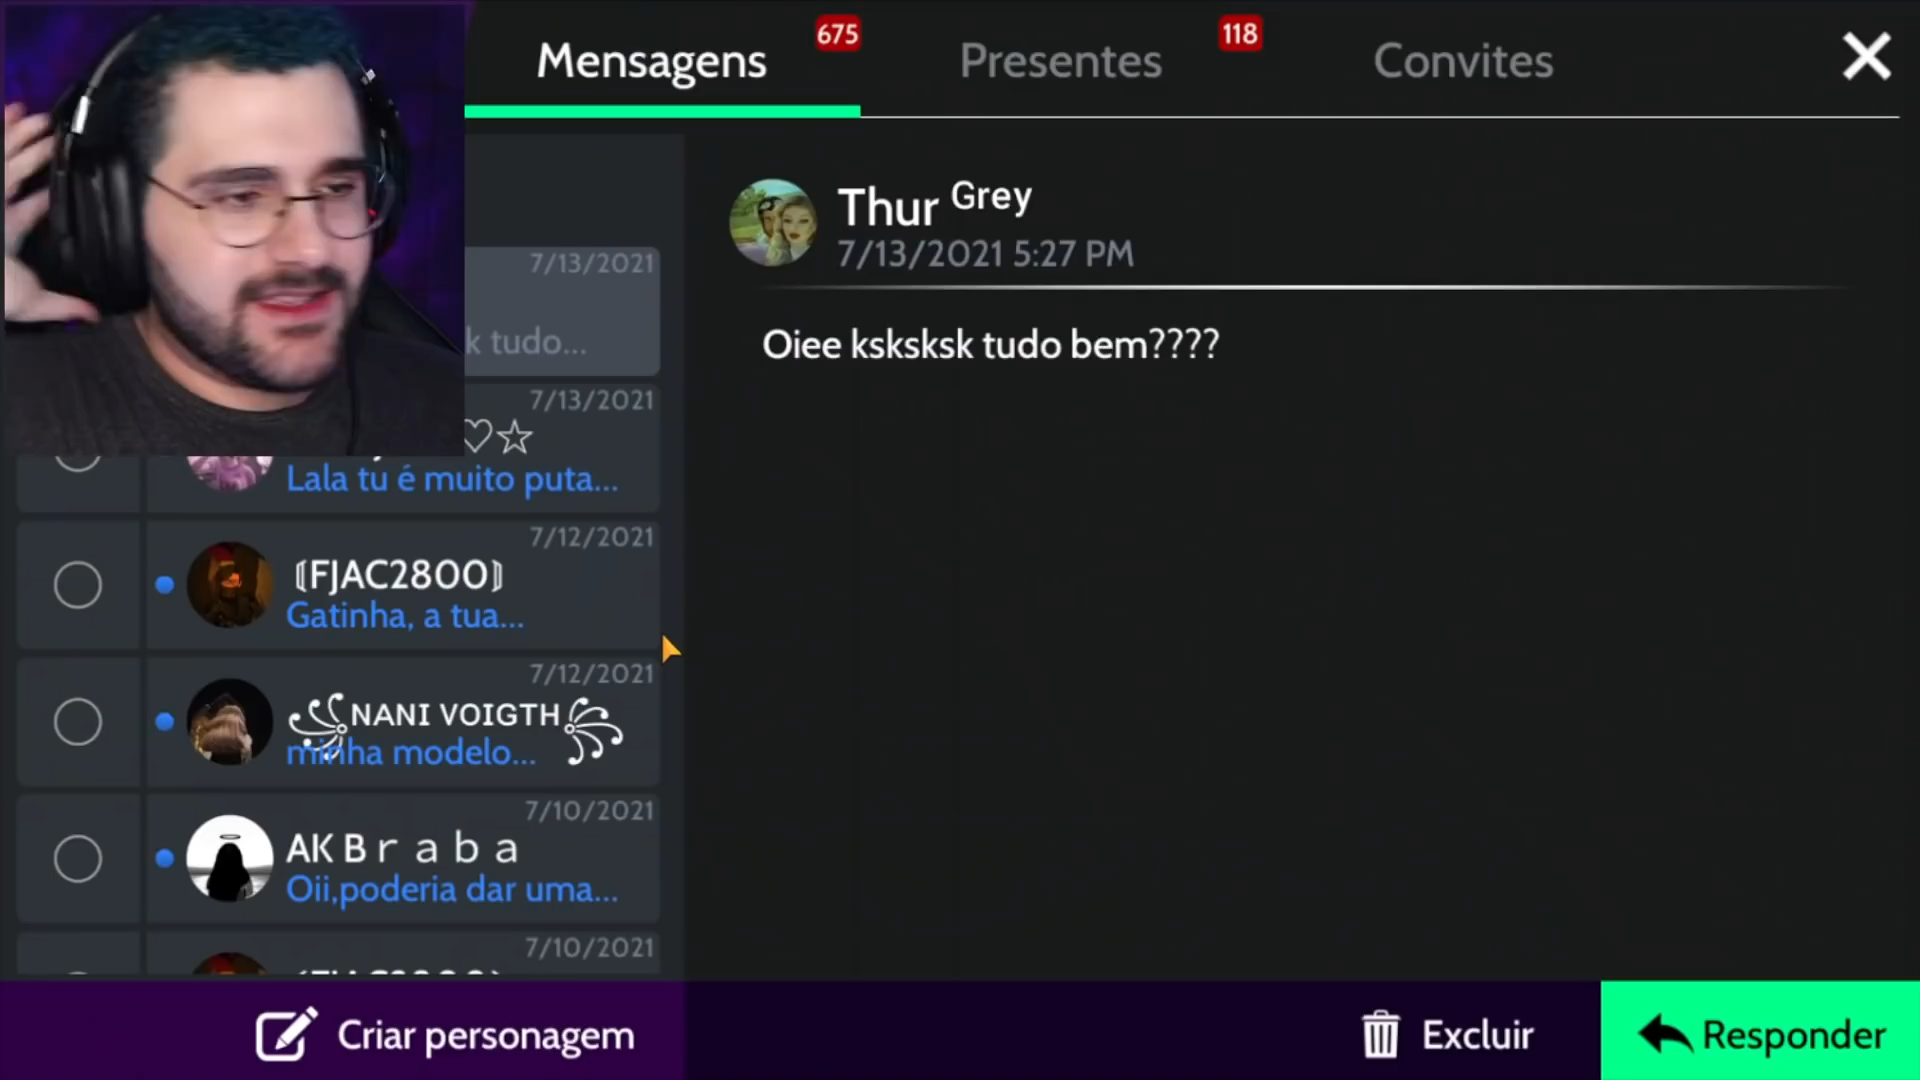 Mensagens
675
Presentes
118
Convites
Thur Grey
7/13/2021 5:27 PM
Oiee ksksksk tudo bem????
7/13/2021
k tudo...
7/13/2021
♡☆
Lala tu é muito puta...
7/12/2021
⟬FJAC2800⟭
Gatinha, a tua...
7/12/2021
꧁NANI VOIGTH꧂
minha modelo...
7/10/2021
AK B r a b a
Oii,poderia dar uma...
7/10/2021
Criar personagem
Excluir
Responder